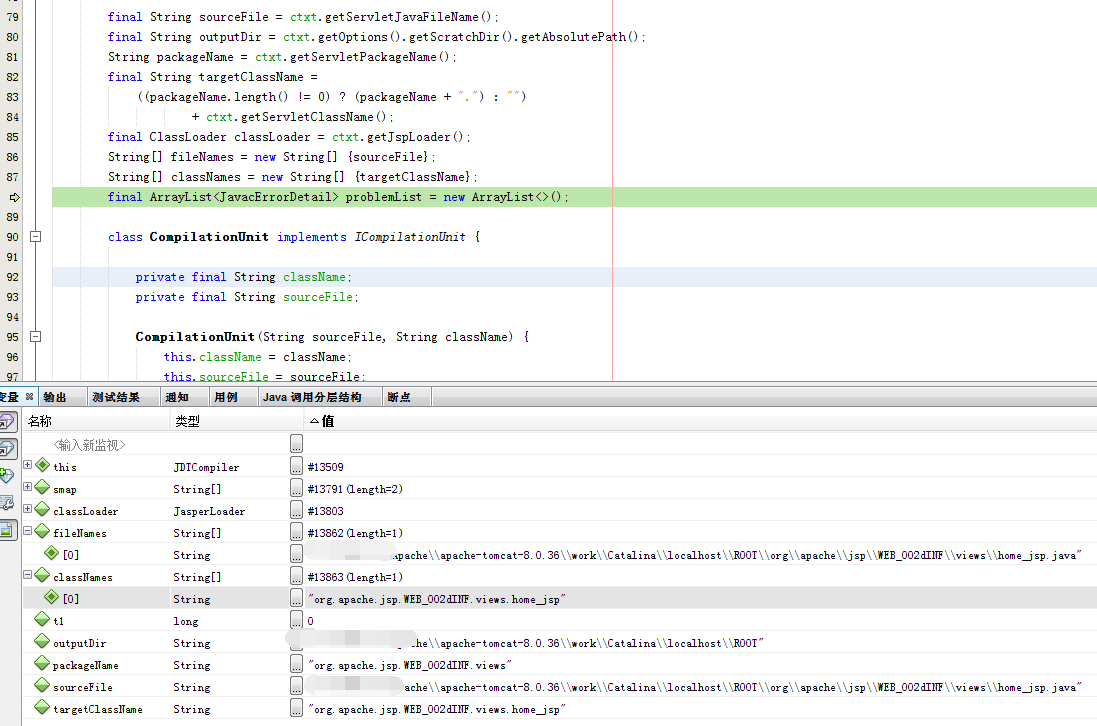 79 final String sourceFile = ctxt.getServletJavaFileName();
80 final String outputDir = ctxt.getOptions().getScratchDir().getAbsolutePath();
81 String packageName = ctxt.getServletPackageName();
82 final String targetClassName =
83 ((packageName.length() != 0) ? (packageName + ".") : "")
84 + ctxt.getServletClassName();
85 final ClassLoader classLoader = ctxt.getJspLoader();
86 String[] fileNames = new String[] {sourceFile};
87 String[] classNames = new String[] {targetClassName};
final ArrayList<JavacErrorDetail> problemList = new ArrayList<>();
89
90 class CompilationUnit implements ICompilationUnit {
91
92 private final String className;
93 private final String sourceFile;
94
95 CompilationUnit(String sourceFile, String className) {
96 this.className = className;
97 this.sourceFile = sourceFile;
变量 输出 测试结果 通知 用例 Java 调用分层结构 断点
名称 类型 值
<输入新监视> ...
this JDTCompiler ... #13509
smap String[] ... #13791(length=2)
classLoader JasperLoader ... #13803
fileNames String[] ... #13862(length=1)
[0] String ... apache\\apache-tomcat-8.0.36\\work\\Catalina\\localhost\\ROOT\\org\\apache\\jsp\\WEB_002dINF\\views\\home_jsp.java"
classNames String[] ... #13863(length=1)
[0] String ... "org.apache.jsp.WEB_002dINF.views.home_jsp"
t1 long ... 0
outputDir String ... che\\apache-tomcat-8.0.36\\work\\Catalina\\localhost\\ROOT"
packageName String ... "org.apache.jsp.WEB_002dINF.views"
sourceFile String ... ache\\apache-tomcat-8.0.36\\work\\Catalina\\localhost\\ROOT\\org\\apache\\jsp\\WEB_002dINF\\views\\home_jsp.java"
targetClassName String ... "org.apache.jsp.WEB_002dINF.views.home_jsp"